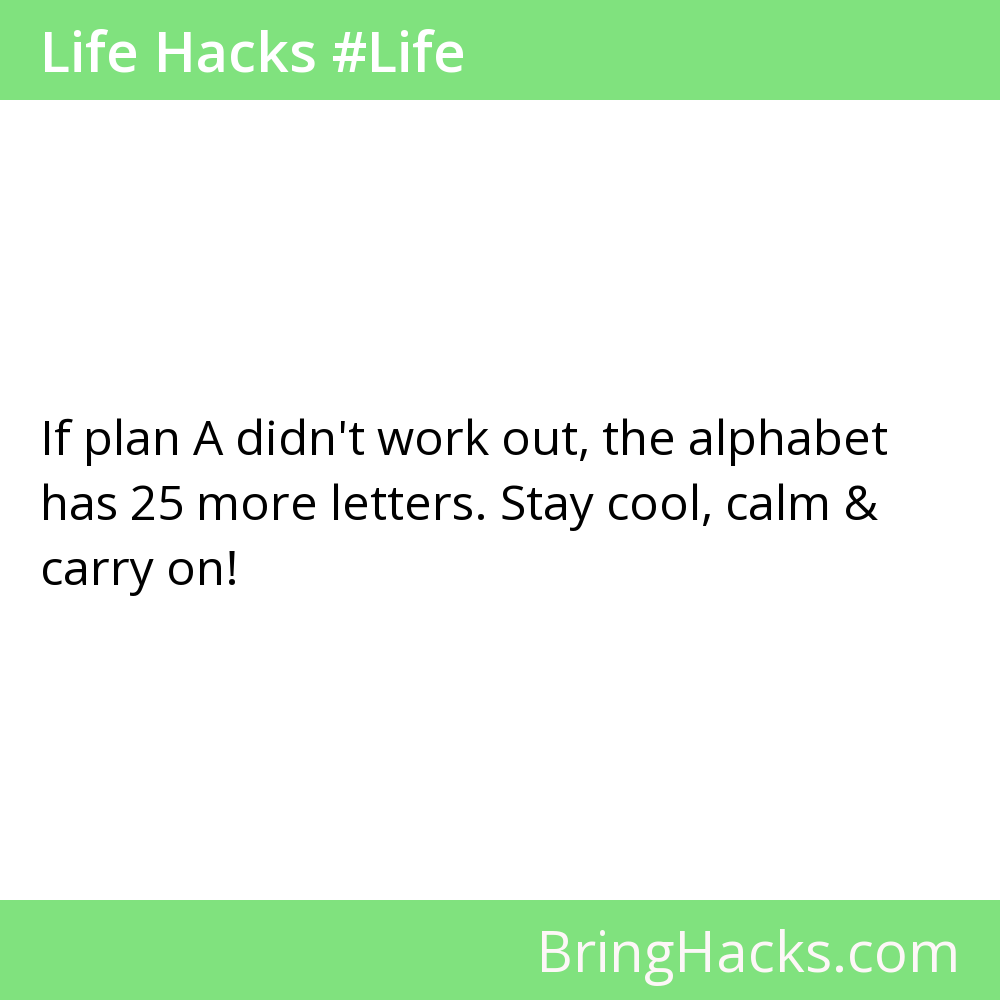 Life Hacks #Life
If plan A didn't work out, the alphabet
has 25 more letters. Stay cool, calm &
carry on!
BringHacks.com